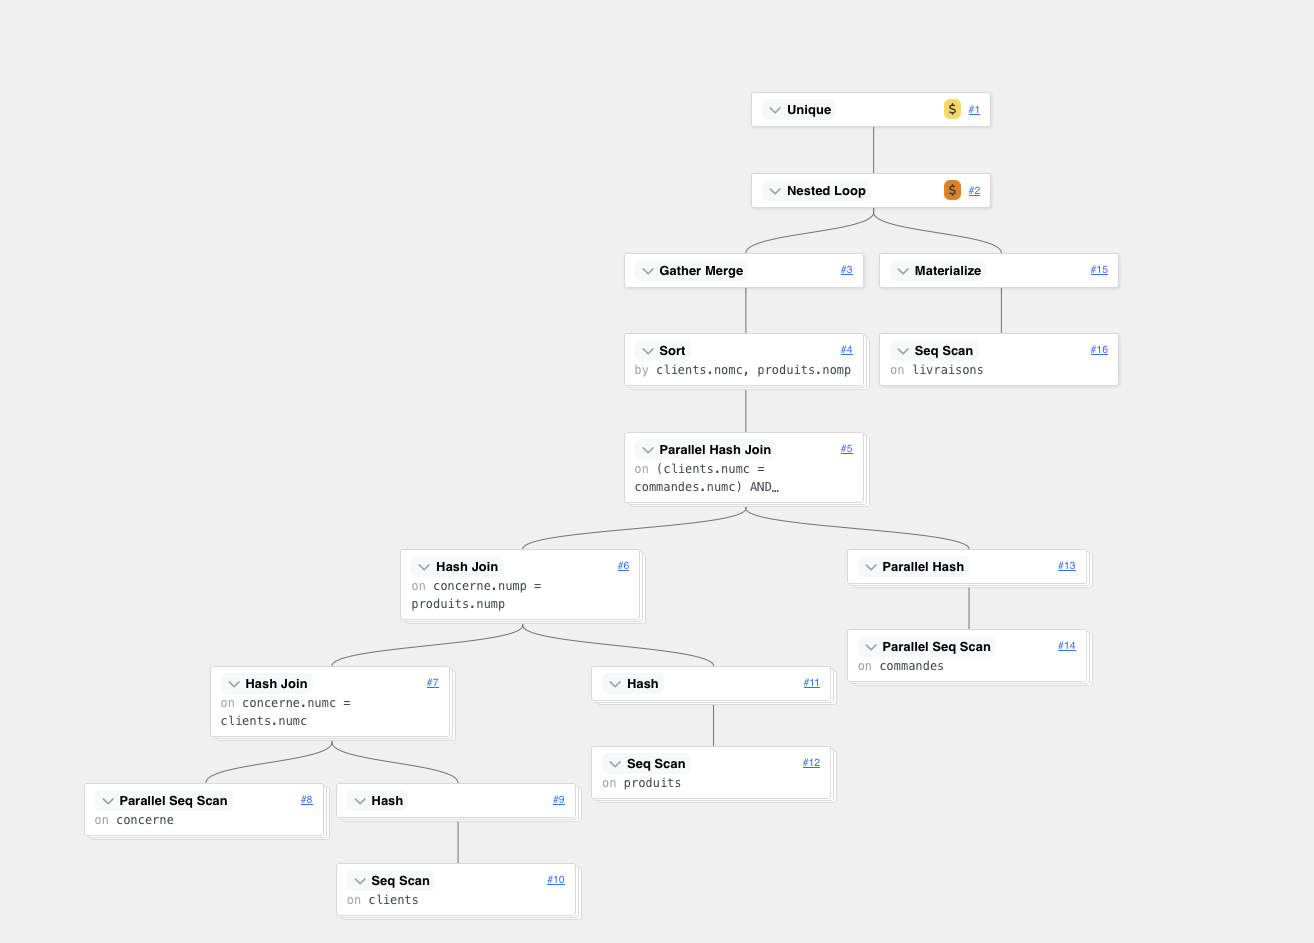 Unique $ #1
Nested Loop $ #2
Gather Merge #3
Materialize #15
Sort #4
by clients.nomc, produits.nomp
Seq Scan #16
on livraisons
Parallel Hash Join #5
on (clients.numc =
commandes.numc) AND…
Hash Join #6
on concerne.nump =
produits.nump
Parallel Hash #13
Parallel Seq Scan #14
on commandes
Hash Join #7
on concerne.numc =
clients.numc
Hash #11
Seq Scan #12
on produits
Parallel Seq Scan #8
on concerne
Hash #9
Seq Scan #10
on clients